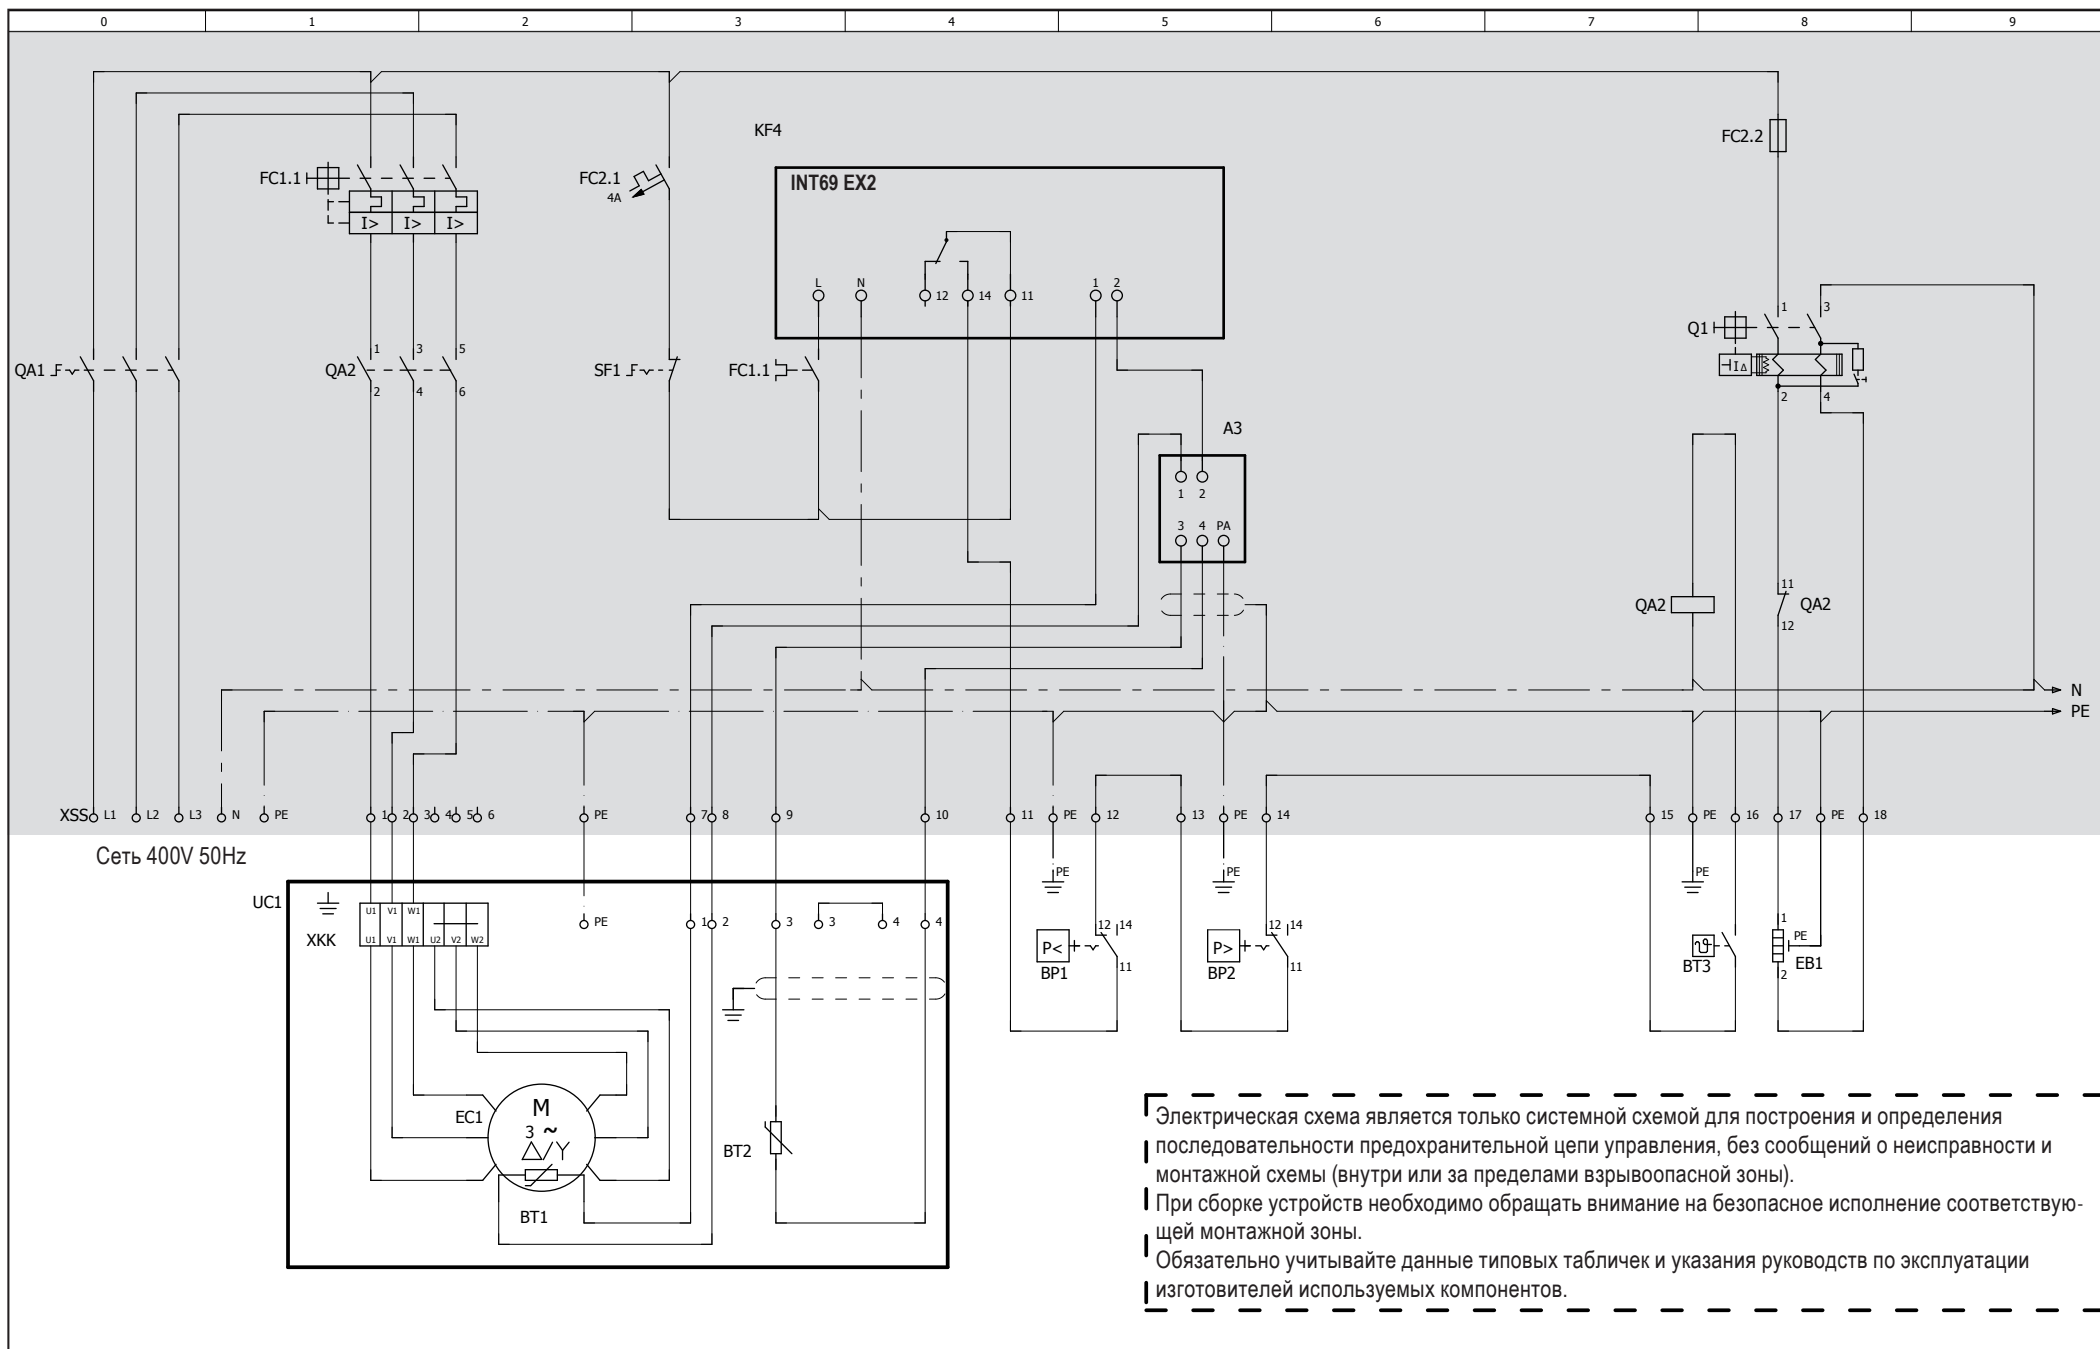 0 1 2 3 4 5 6 7 8 9
KF4
FC2.2
FC1.1
I> I> I>
FC2.1
4A
INT69 EX2
L N 12 14 11 1 2
QA1
QA2
1 3 5
2 4 6
SF1
FC1.1
Q1
1 3
I∆
2 4
A3
1 2
3 4 PA
QA2
11
QA2
12
N
PE
XSS L1 L2 L3 N PE 1 2 3 4 5 6 PE 7 8 9 10 11 PE 12 13 PE 14 15 PE 16 17 PE 18
Сеть 400V 50Hz
PE PE PE
UC1
XKK
U1 V1 W1
U1 V1 W1 U2 V2 W2
PE 1 2 3 3 4 4
P<
BP1
12 14
11
P>
BP2
12 14
11
ϑ
BT3
1
PE
EB1
2
EC1
M
3 ~
△/Y
BT1
BT2
Электрическая схема является только системной схемой для построения и определения
последовательности предохранительной цепи управления, без сообщений о неисправности и
монтажной схемы (внутри или за пределами взрывоопасной зоны).
При сборке устройств необходимо обращать внимание на безопасное исполнение соответствую-
щей монтажной зоны.
Обязательно учитывайте данные типовых табличек и указания руководств по эксплуатации
изготовителей используемых компонентов.